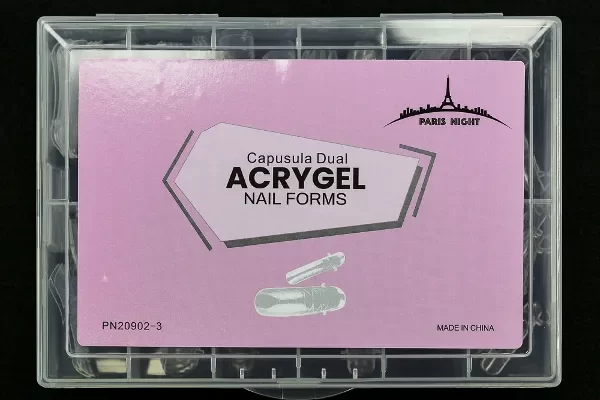 PARIS NIGHT
Capusula Dual
ACRYGEL
NAIL FORMS
PN20902-3
MADE IN CHINA